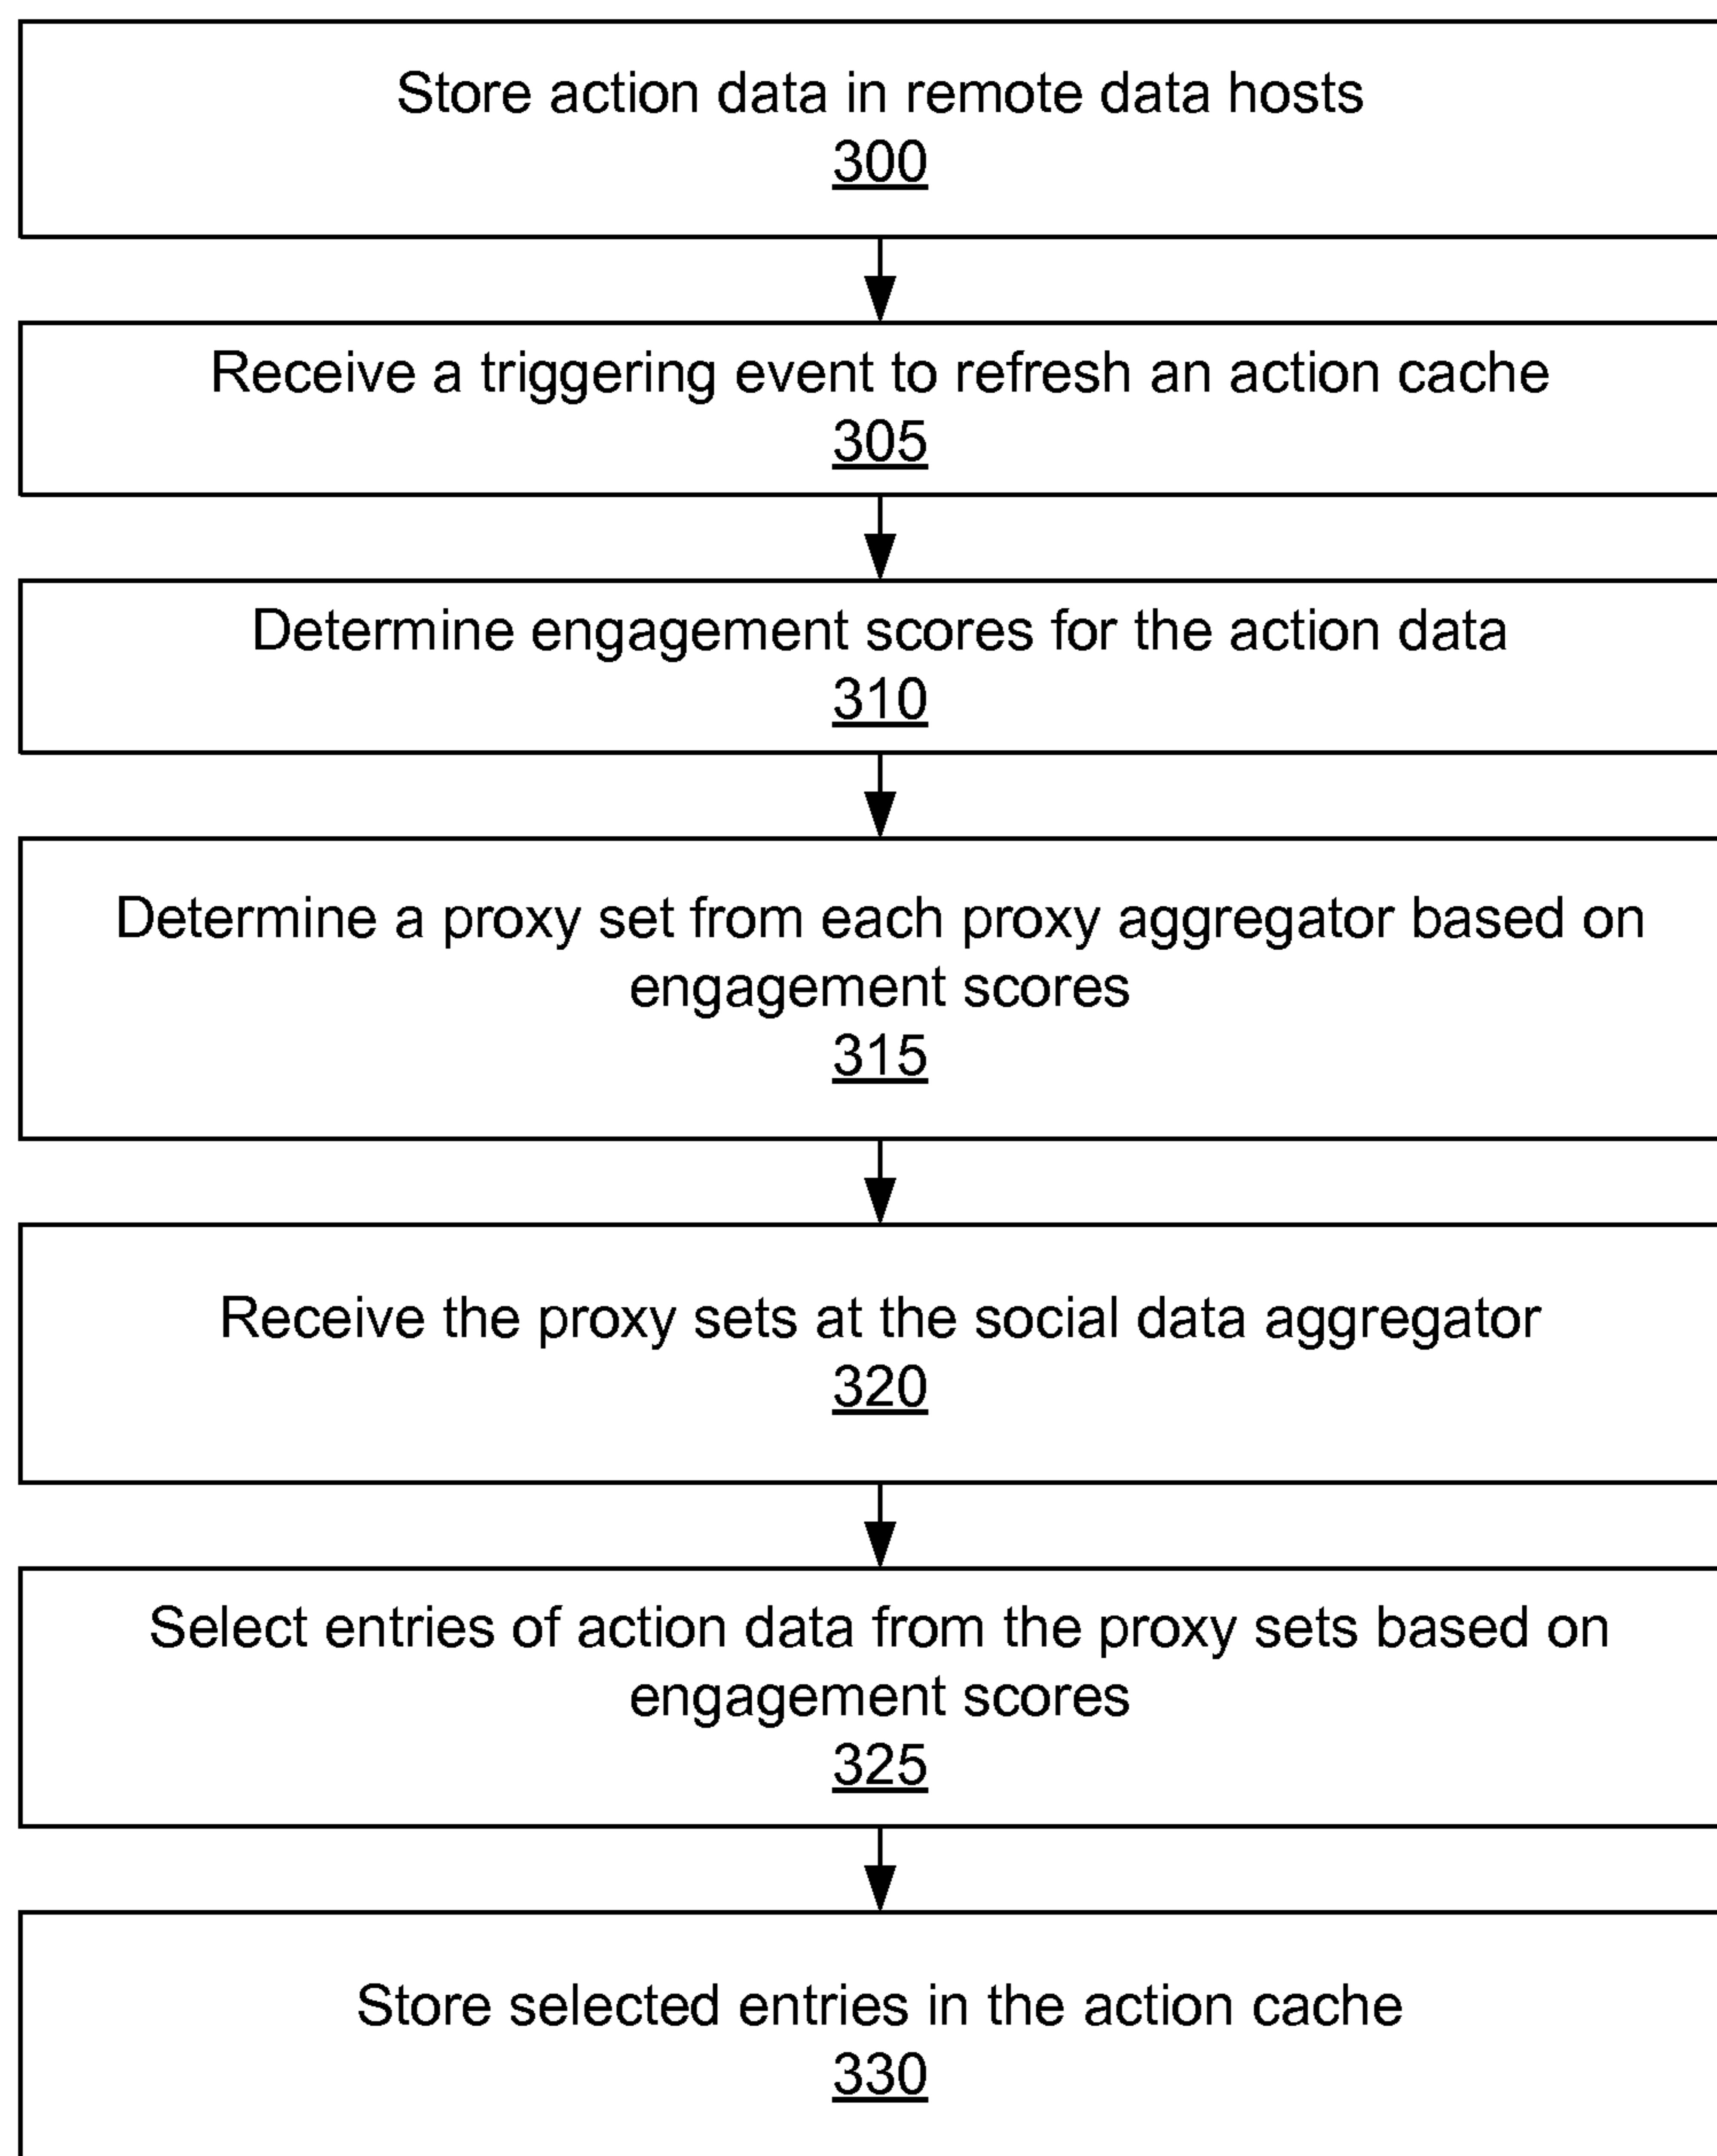 Store action data in remote data hosts
300
Receive a triggering event to refresh an action cache
305
Determine engagement scores for the action data
310
Determine a proxy set from each proxy aggregator based on
engagement scores
315
Receive the proxy sets at the social data aggregator
320
Select entries of action data from the proxy sets based on
engagement scores
325
Store selected entries in the action cache
330